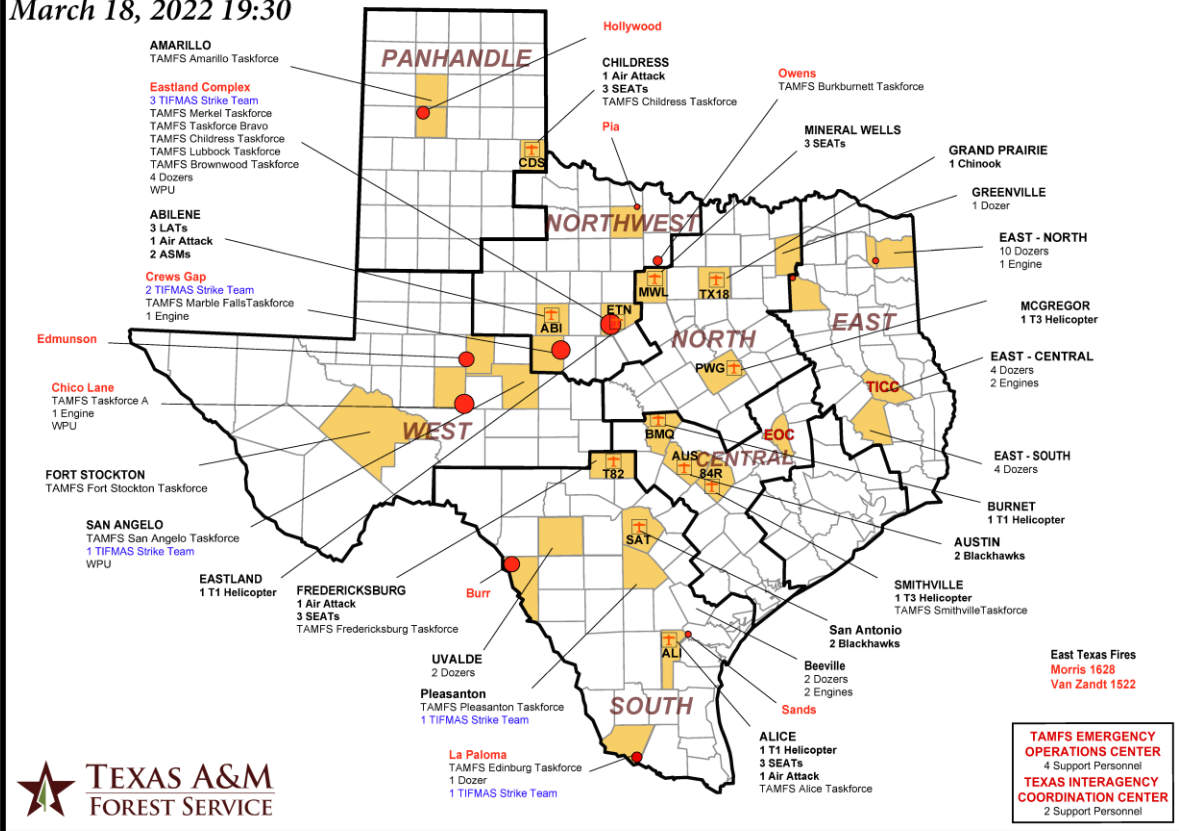 March 18, 2022 19:30
AMARILLO
TAMFS Amarillo Taskforce
Eastland Complex
3 TIFMAS Strike Team
TAMFS Merkel Taskforce
TAMFS Taskforce Bravo
TAMFS Childress Taskforce
TAMFS Lubbock Taskforce
TAMFS Brownwood Taskforce
4 Dozers
WPU
ABILENE
3 LATs
1 Air Attack
2 ASMs
Crews Gap
2 TIFMAS Strike Team
TAMFS Marble FallsTaskforce
1 Engine
Edmunson
Chico Lane
TAMFS Taskforce A
1 Engine
WPU
FORT STOCKTON
TAMFS Fort Stockton Taskforce
SAN ANGELO
TAMFS San Angelo Taskforce
1 TIFMAS Strike Team
WPU
EASTLAND
1 T1 Helicopter
FREDERICKSBURG
1 Air Attack
3 SEATs
TAMFS Fredericksburg Taskforce
Burr
UVALDE
2 Dozers
Pleasanton
TAMFS Pleasanton Taskforce
1 TIFMAS Strike Team
La Paloma
TAMFS Edinburg Taskforce
1 Dozer
1 TIFMAS Strike Team
Hollywood
CHILDRESS
1 Air Attack
3 SEATs
TAMFS Childress Taskforce
Pia
Owens
TAMFS Burkburnett Taskforce
MINERAL WELLS
3 SEATs
GRAND PRAIRIE
1 Chinook
GREENVILLE
1 Dozer
EAST - NORTH
10 Dozers
1 Engine
MCGREGOR
1 T3 Helicopter
EAST - CENTRAL
4 Dozers
2 Engines
EAST - SOUTH
4 Dozers
BURNET
1 T1 Helicopter
AUSTIN
2 Blackhawks
SMITHVILLE
1 T3 Helicopter
TAMFS SmithvilleTaskforce
San Antonio
2 Blackhawks
Beeville
2 Dozers
2 Engines
Sands
ALICE
1 T1 Helicopter
3 SEATs
1 Air Attack
TAMFS Alice Taskforce
PANHANDLE
CDS
NORTHWEST
MWL
TX18
ETN
ABI
NORTH
EAST
PWG
TICC
WEST
BMQ
EOC
AUS
CENTRAL
84R
T82
SAT
ALI
SOUTH
East Texas Fires
Morris 1628
Van Zandt 1522
TAMFS EMERGENCY
OPERATIONS CENTER
4 Support Personnel
TEXAS INTERAGENCY
COORDINATION CENTER
2 Support Personnel
TEXAS A&M
FOREST SERVICE